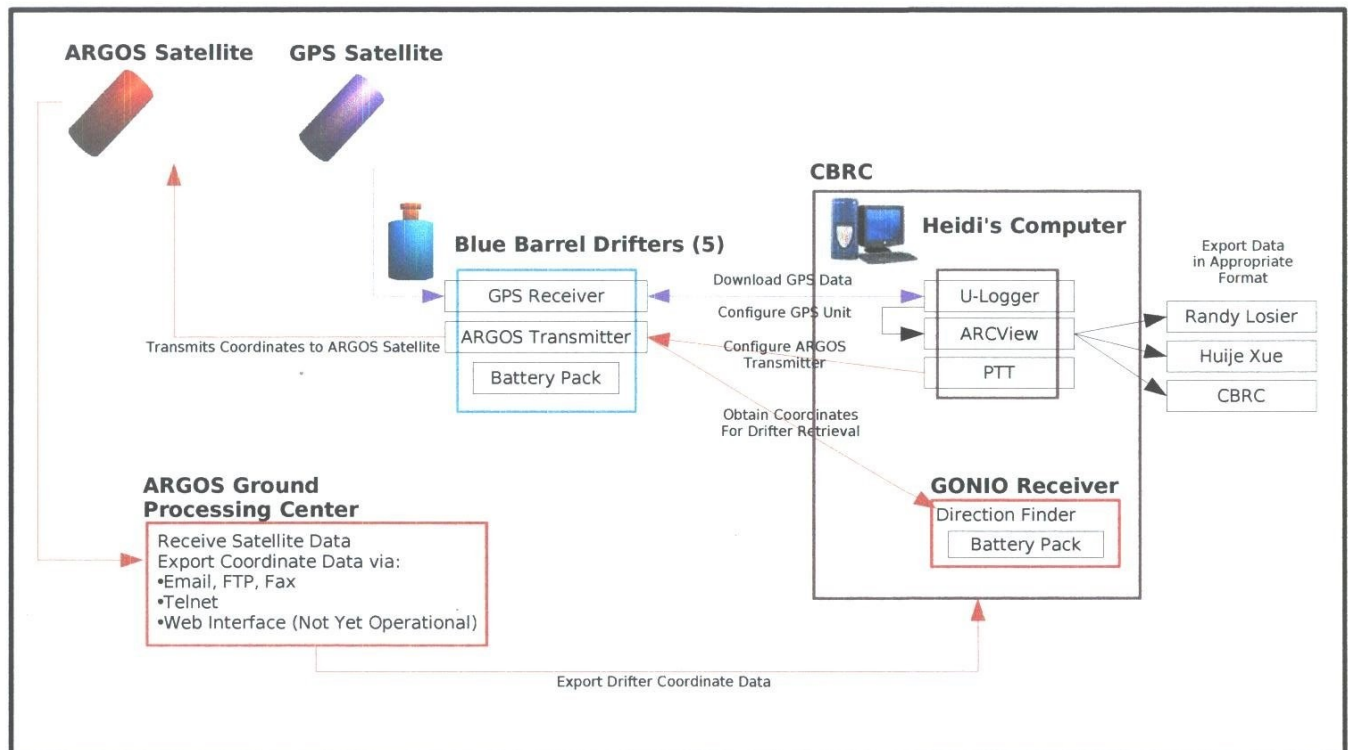 ARGOS Satellite
GPS Satellite
CBRC
Heidi's Computer
Blue Barrel Drifters (5)
GPS Receiver
ARGOS Transmitter
Battery Pack
Transmits Coordinates to ARGOS Satellite
Download GPS Data
Configure GPS Unit
Configure ARGOS
Transmitter
Obtain Coordinates
For Drifter Retrieval
U-Logger
ARCView
PTT
Export Data
in Appropriate
Format
Randy Losier
Huije Xue
CBRC
GONIO Receiver
Direction Finder
Battery Pack
ARGOS Ground
Processing Center
Receive Satellite Data
Export Coordinate Data via:
•Email, FTP, Fax
•Telnet
•Web Interface (Not Yet Operational)
Export Drifter Coordinate Data